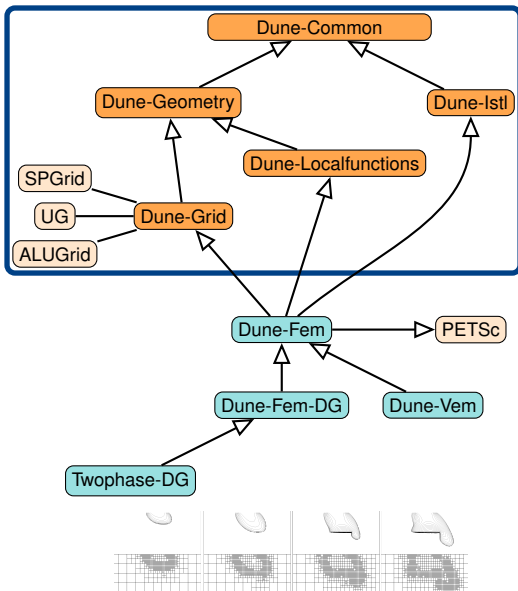 Dune-Common
Dune-Geometry
Dune-Istl
Dune-Localfunctions
SPGrid
UG
Dune-Grid
ALUGrid
Dune-Fem
PETSc
Dune-Fem-DG
Dune-Vem
Twophase-DG